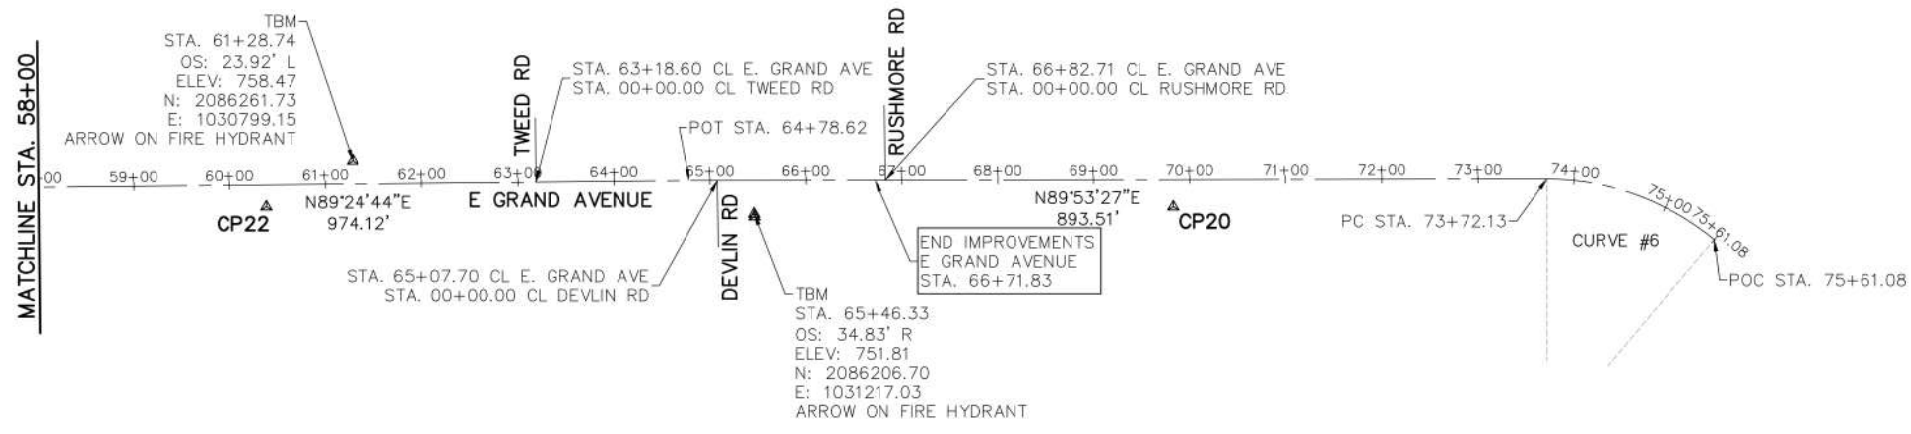 MATCHLINE STA. 58+00
TBM
STA. 61+28.74
OS: 23.92' L
ELEV: 758.47
N: 2086261.73
E: 1030799.15
ARROW ON FIRE HYDRANT
TWEED RD
STA. 63+18.60 CL E. GRAND AVE
STA. 00+00.00 CL TWEED RD
POT STA. 64+78.62
RUSHMORE RD
STA. 66+82.71 CL E. GRAND AVE
STA. 00+00.00 CL RUSHMORE RD
00
59+00
60+00
61+00
62+00
63+00
64+00
65+00
66+00
67+00
68+00
69+00
70+00
71+00
72+00
73+00
74+00
75+00
75+61.08
CP22
N89°24'44"E
974.12'
E GRAND AVENUE
DEVLIN RD
N89°53'27"E
893.51'
CP20
PC STA. 73+72.13
CURVE #6
POC STA. 75+61.08
STA. 65+07.70 CL E. GRAND AVE
STA. 00+00.00 CL DEVLIN RD
END IMPROVEMENTS
E GRAND AVENUE
STA. 66+71.83
TBM
STA. 65+46.33
OS: 34.83' R
ELEV: 751.81
N: 2086206.70
E: 1031217.03
ARROW ON FIRE HYDRANT